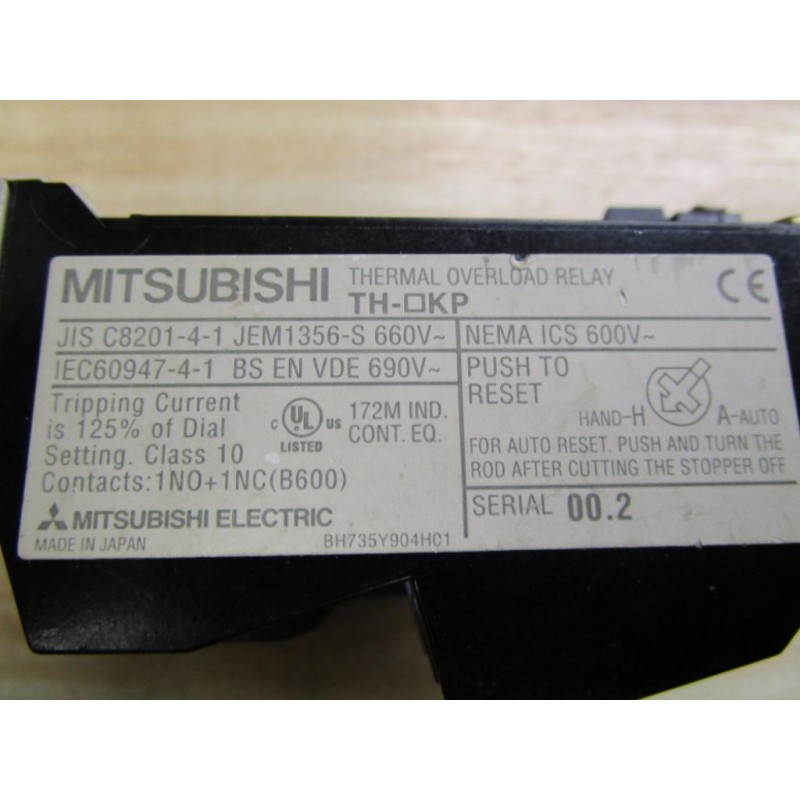 MITSUBISHI THERMAL OVERLOAD RELAY
TH-□KP
CE
JIS C8201-4-1 JEM1356-S 660V~
NEMA ICS 600V~
IEC60947-4-1 BS EN VDE 690V~
Tripping Current
is 125% of Dial
Setting. Class 10
Contacts:1NO+1NC(B600)
C UL US
LISTED
172M IND.
CONT. EQ.
MITSUBISHI ELECTRIC
MADE IN JAPAN
BH735Y904H01
PUSH TO
RESET
HAND-H
A-AUTO
FOR AUTO RESET. PUSH AND TURN THE
ROD AFTER CUTTING THE STOPPER OFF
SERIAL 00.2